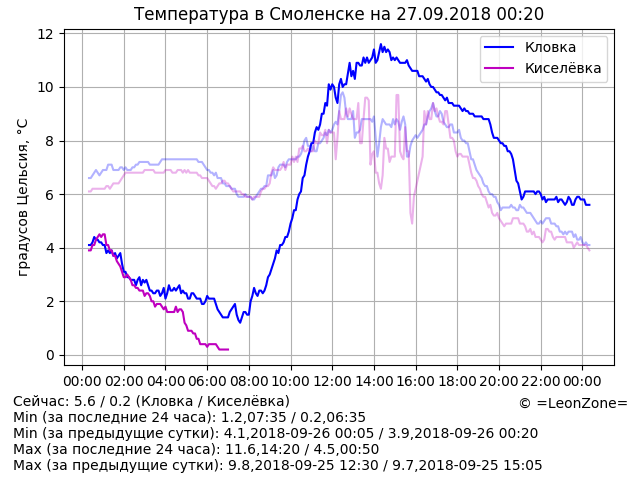 Температура в Смоленске на 27.09.2018 00:20
Кловка
Киселёвка
градусов Цельсия, °C
12
10
8
6
4
2
0
00:00 02:00 04:00 06:00 08:00 10:00 12:00 14:00 16:00 18:00 20:00 22:00 00:00
Сейчас: 5.6 / 0.2 (Кловка / Киселёвка)
© =LeonZone=
Min (за последние 24 часа): 1.2,07:35 / 0.2,06:35
Min (за предыдущие сутки): 4.1,2018-09-26 00:05 / 3.9,2018-09-26 00:20
Max (за последние 24 часа): 11.6,14:20 / 4.5,00:50
Max (за предыдущие сутки): 9.8,2018-09-25 12:30 / 9.7,2018-09-25 15:05